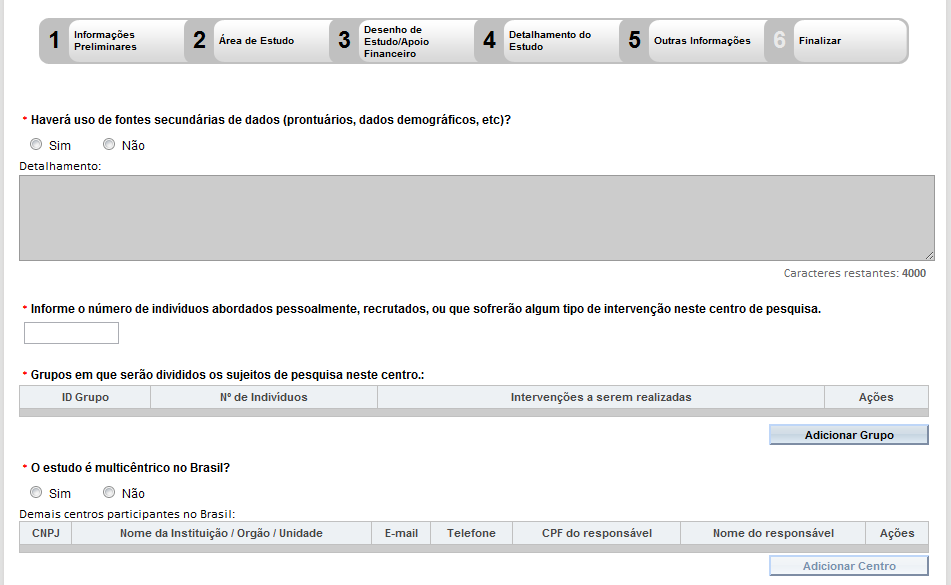 1 Informações Preliminares 2 Área de Estudo 3 Desenho de Estudo/Apoio Financeiro 4 Detalhamento do Estudo 5 Outras Informações 6 Finalizar
* Haverá uso de fontes secundárias de dados (prontuários, dados demográficos, etc)?
Sim Não
Detalhamento:
Caracteres restantes: 4000
* Informe o número de indivíduos abordados pessoalmente, recrutados, ou que sofrerão algum tipo de intervenção neste centro de pesquisa.
* Grupos em que serão divididos os sujeitos de pesquisa neste centro.:
ID Grupo Nº de Indivíduos Intervenções a serem realizadas Ações
Adicionar Grupo
* O estudo é multicêntrico no Brasil?
Sim Não
Demais centros participantes no Brasil:
CNPJ Nome da Instituição / Orgão / Unidade E-mail Telefone CPF do responsável Nome do responsável Ações
Adicionar Centro